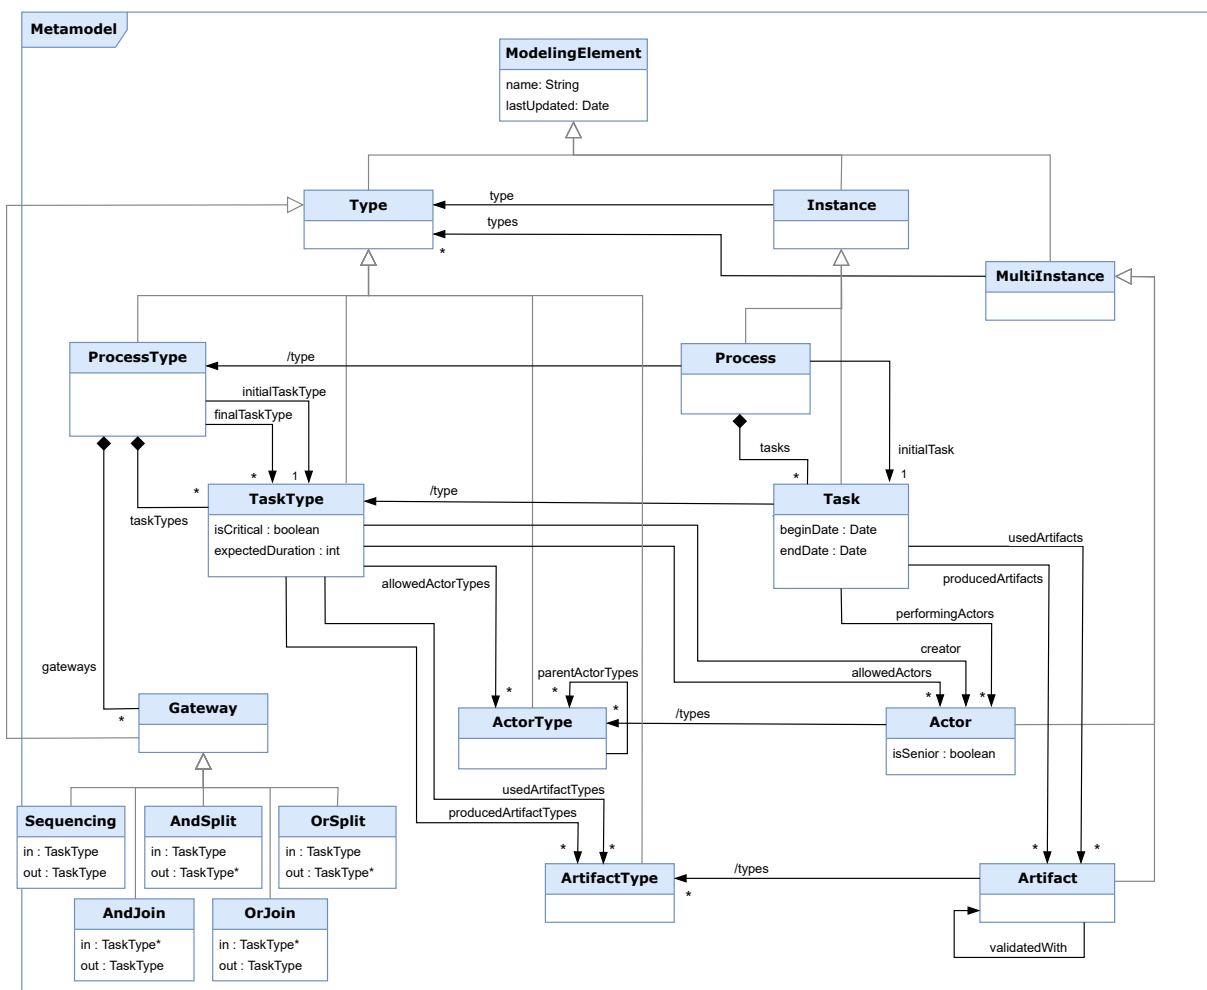 Metamodel
ModelingElement
name: String
lastUpdated: Date
Type
type
Instance
types
*
MultiInstance
ProcessType
/type
Process
initialTaskType
finalTaskType
tasks
initialTask
*
1
*
*
1
taskTypes
TaskType
isCritical : boolean
expectedDuration : int
/type
Task
beginDate : Date
endDate : Date
usedArtifacts
producedArtifacts
allowedActorTypes
performingActors
creator
allowedActors
gateways
parentActorTypes
*
*
*
*
*
*
Gateway
ActorType
/types
Actor
isSenior : boolean
usedArtifactTypes
producedArtifactTypes
Sequencing
in : TaskType
out : TaskType
AndSplit
in : TaskType
out : TaskType*
OrSplit
in : TaskType
out : TaskType*
*
*
*
*
ArtifactType
/types
*
Artifact
AndJoin
in : TaskType*
out : TaskType
OrJoin
in : TaskType*
out : TaskType
validatedWith